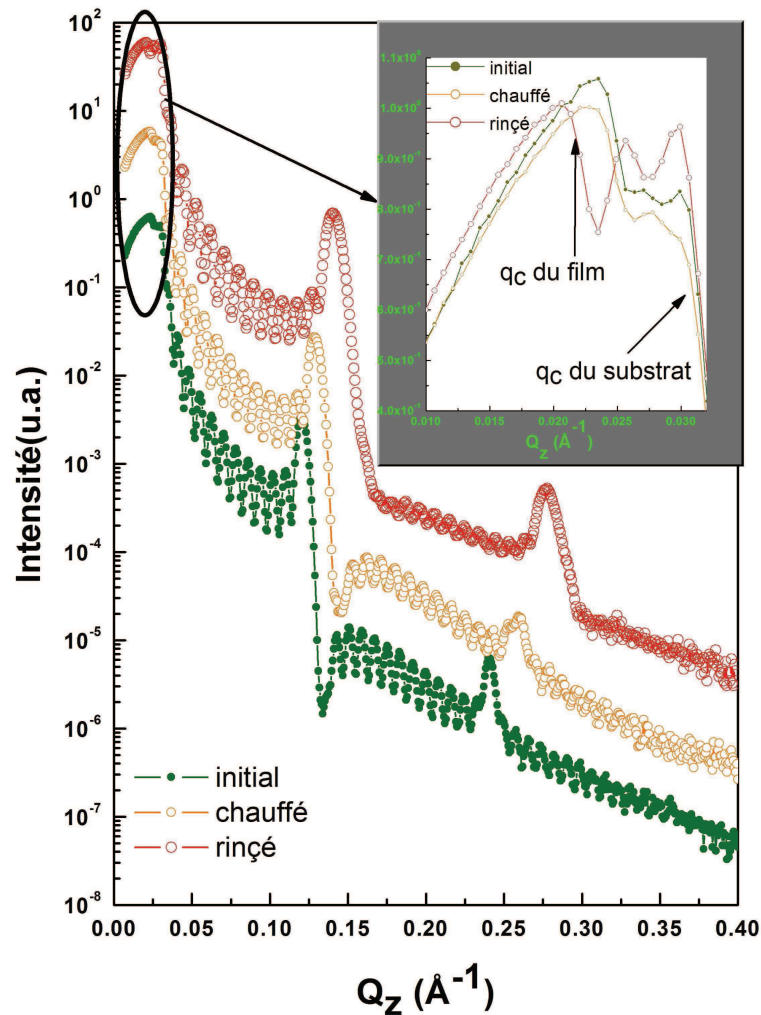 Intensité(u.a.)
10²
10¹
10⁰
10⁻¹
10⁻²
10⁻³
10⁻⁴
10⁻⁵
10⁻⁶
10⁻⁷
10⁻⁸
0.00 0.05 0.10 0.15 0.20 0.25 0.30 0.35 0.40
Q_z (Å⁻¹)
initial
chauffé
rinçé
initial
chauffé
rinçé
q_c du film
q_c du substrat
0.010 0.015 0.020 0.025 0.030
Q_z (Å⁻¹)